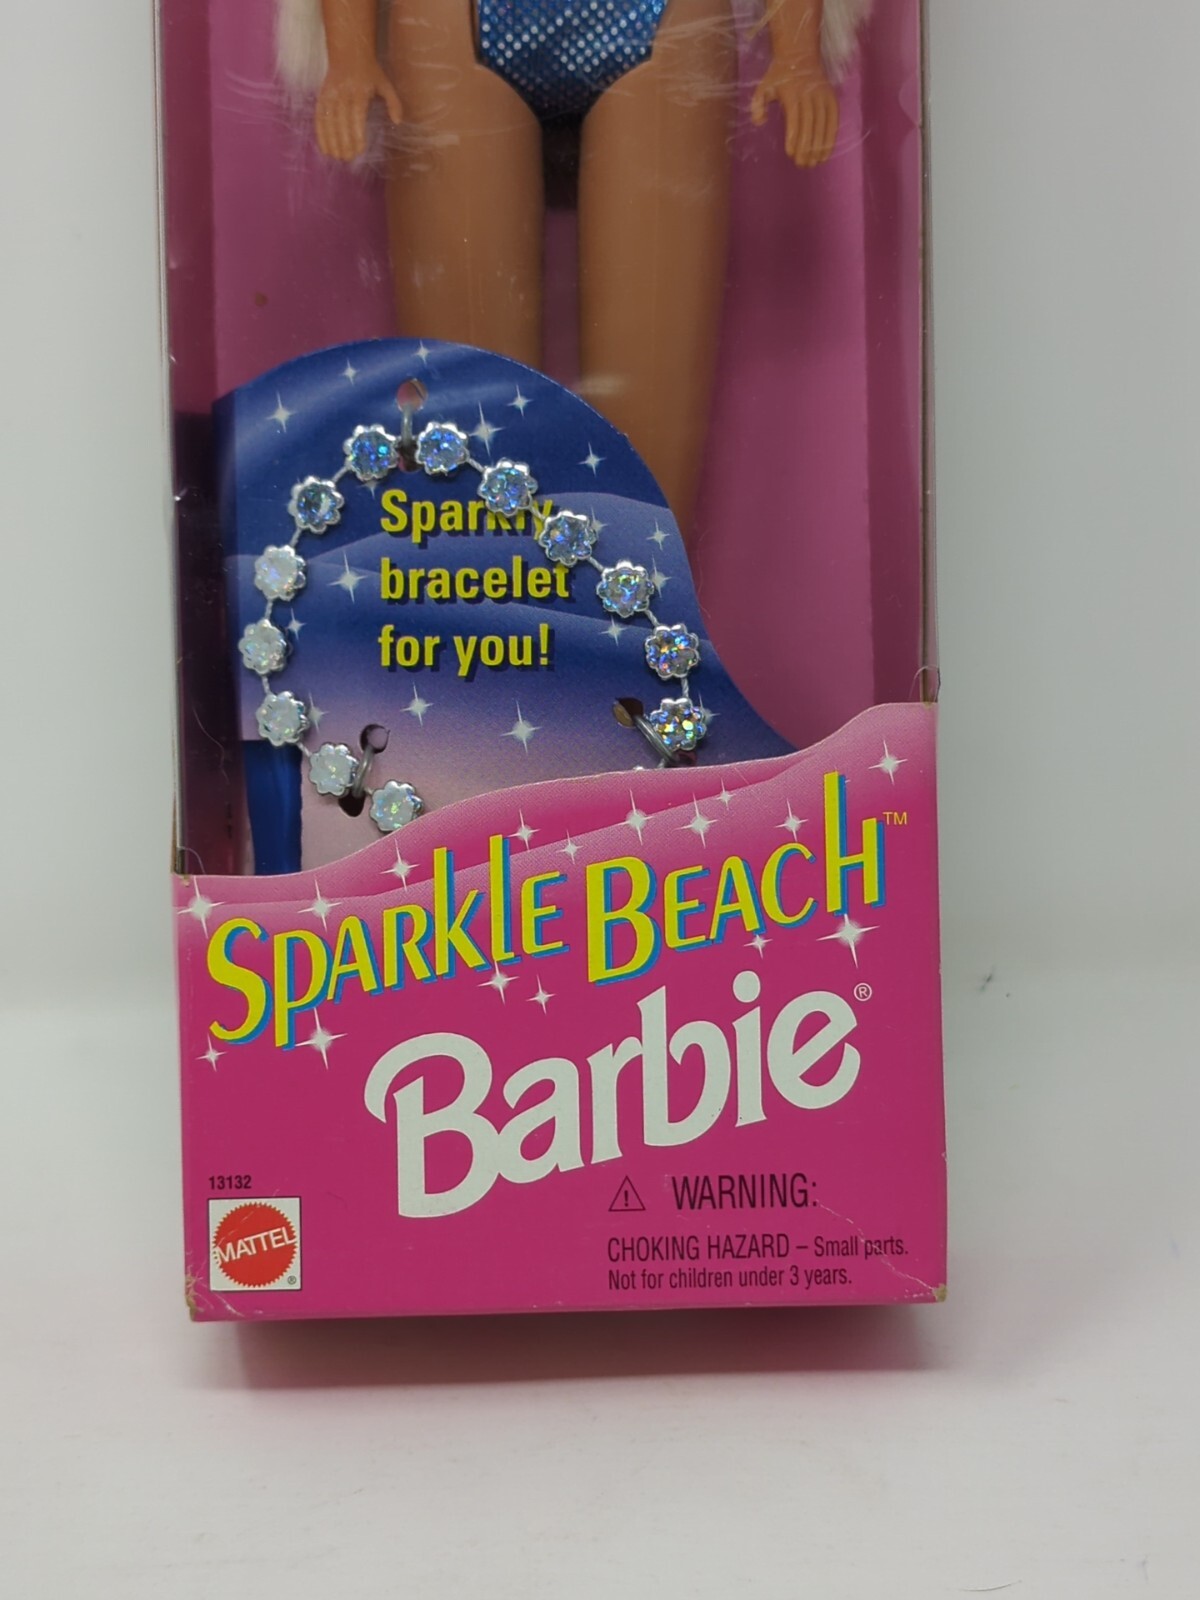 Sparkly
bracelet
for you!
SPARKLE BEACH™
Barbie®
13132
MATTEL
®
⚠ WARNING:
CHOKING HAZARD – Small parts.
Not for children under 3 years.